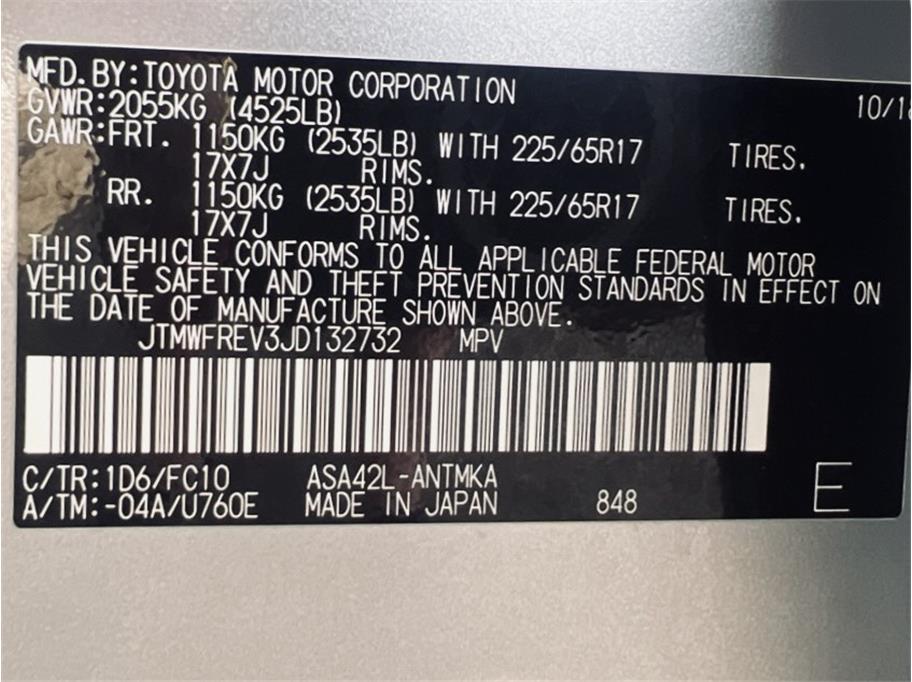 MFD.BY:TOYOTA MOTOR CORPORATION 10/18
GVWR:2055KG (4525LB)
GAWR:FRT. 1150KG (2535LB) WITH 225/65R17 TIRES.
17X7J RIMS.
RR. 1150KG (2535LB) WITH 225/65R17 TIRES.
17X7J RIMS.
THIS VEHICLE CONFORMS TO ALL APPLICABLE FEDERAL MOTOR
VEHICLE SAFETY AND THEFT PREVENTION STANDARDS IN EFFECT ON
THE DATE OF MANUFACTURE SHOWN ABOVE.
JTMWFREV3JD132732 MPV
C/TR:1D6/FC10 ASA42L-ANTMKA
A/TM:-04A/U760E MADE IN JAPAN 848 E